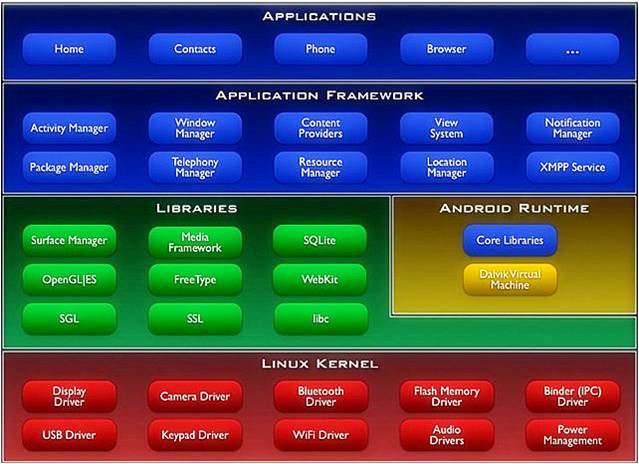 APPLICATIONS
Home
Contacts
Phone
Browser
...
APPLICATION FRAMEWORK
Activity Manager
Window
Manager
Content
Providers
View
System
Notification
Manager
Package Manager
Telephony
Manager
Resource
Manager
Location
Manager
XMPP Service
LIBRARIES
Surface Manager
Media
Framework
SQLite
OpenGL|ES
FreeType
WebKit
SGL
SSL
libc
ANDROID RUNTIME
Core Libraries
Dalvik Virtual
Machine
LINUX KERNEL
Display
Driver
Camera Driver
Bluetooth
Driver
Flash Memory
Driver
Binder (IPC)
Driver
USB Driver
Keypad Driver
WiFi Driver
Audio
Drivers
Power
Management